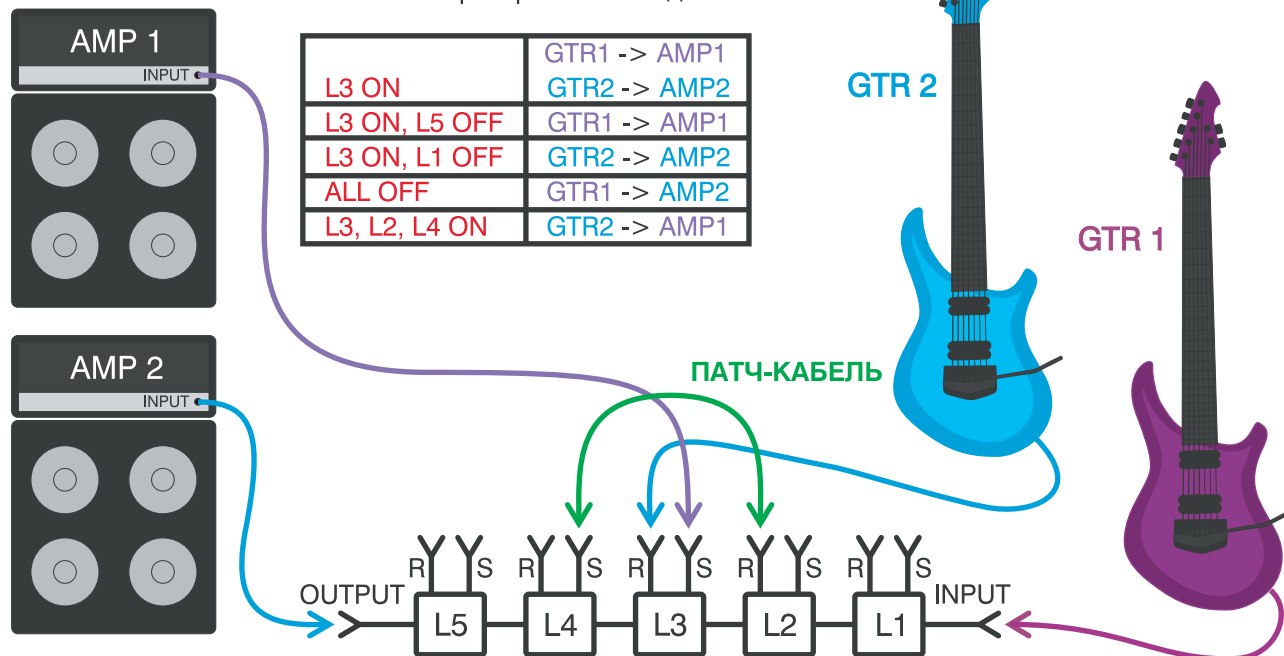 AMP 1
INPUT
GTR1 -> AMP1
L3 ON GTR2 -> AMP2
L3 ON, L5 OFF GTR1 -> AMP1
L3 ON, L1 OFF GTR2 -> AMP2
ALL OFF GTR1 -> AMP2
L3, L2, L4 ON GTR2 -> AMP1
GTR 2
GTR 1
AMP 2
INPUT
ПАТЧ-КАБЕЛЬ
R S R S R S R S R S
OUTPUT INPUT
L5 L4 L3 L2 L1